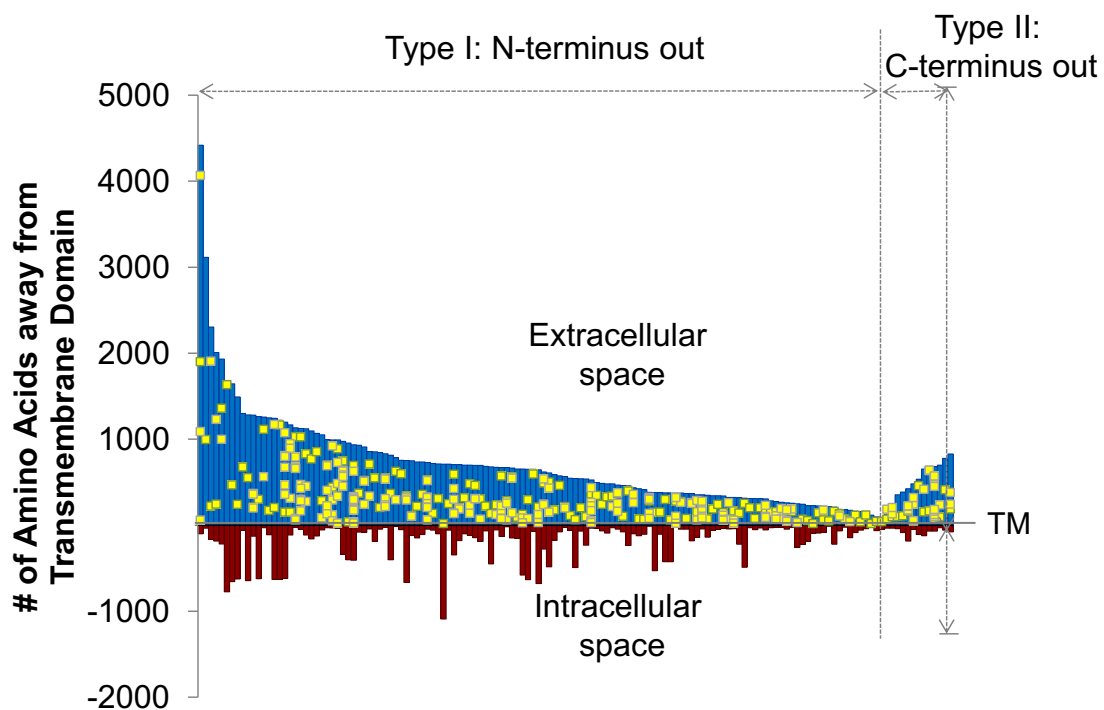 Type I: N-terminus out
Type II:
C-terminus out
# of Amino Acids away from
Transmembrane Domain
5000
4000
3000
2000
1000
-1000
-2000
Extracellular
space
TM
Intracellular
space